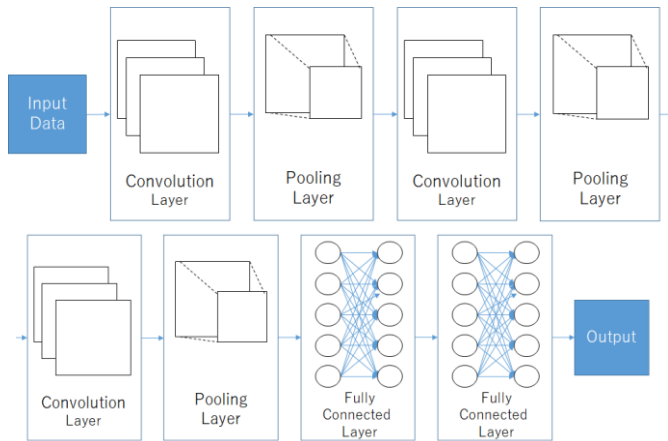 Input
Data
Convolution
Layer
Pooling
Layer
Convolution
Layer
Pooling
Layer
Convolution
Layer
Pooling
Layer
Fully
Connected
Layer
Fully
Connected
Layer
Output